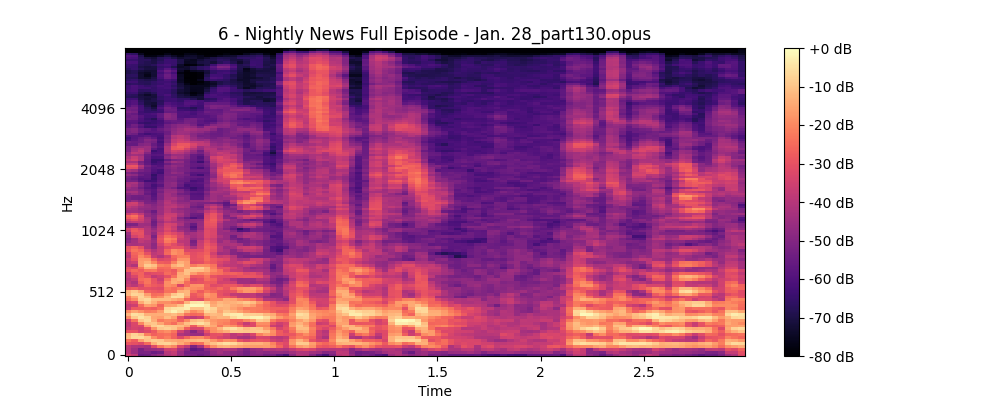 6 - Nightly News Full Episode - Jan. 28_part130.opus
+0 dB
-10 dB
-20 dB
-30 dB
-40 dB
-50 dB
-60 dB
-70 dB
-80 dB
4096
2048
1024
512
0
Hz
0 0.5 1 1.5 2 2.5
Time